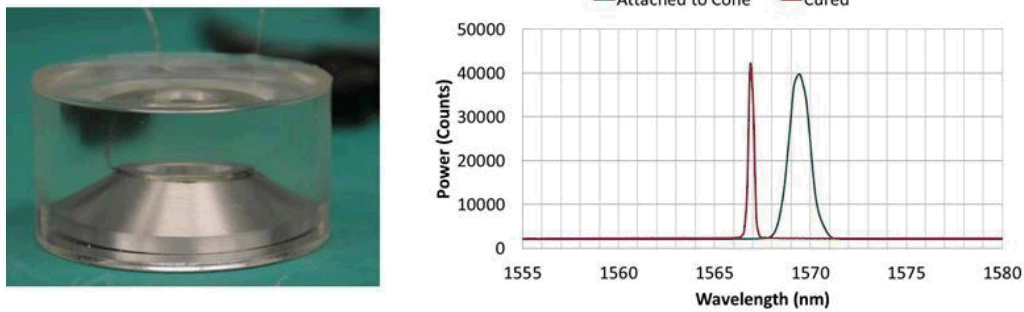 Attached to Cone Cured
50000
40000
30000
20000
10000
0
Power (Counts)
1555 1560 1565 1570 1575 1580
Wavelength (nm)